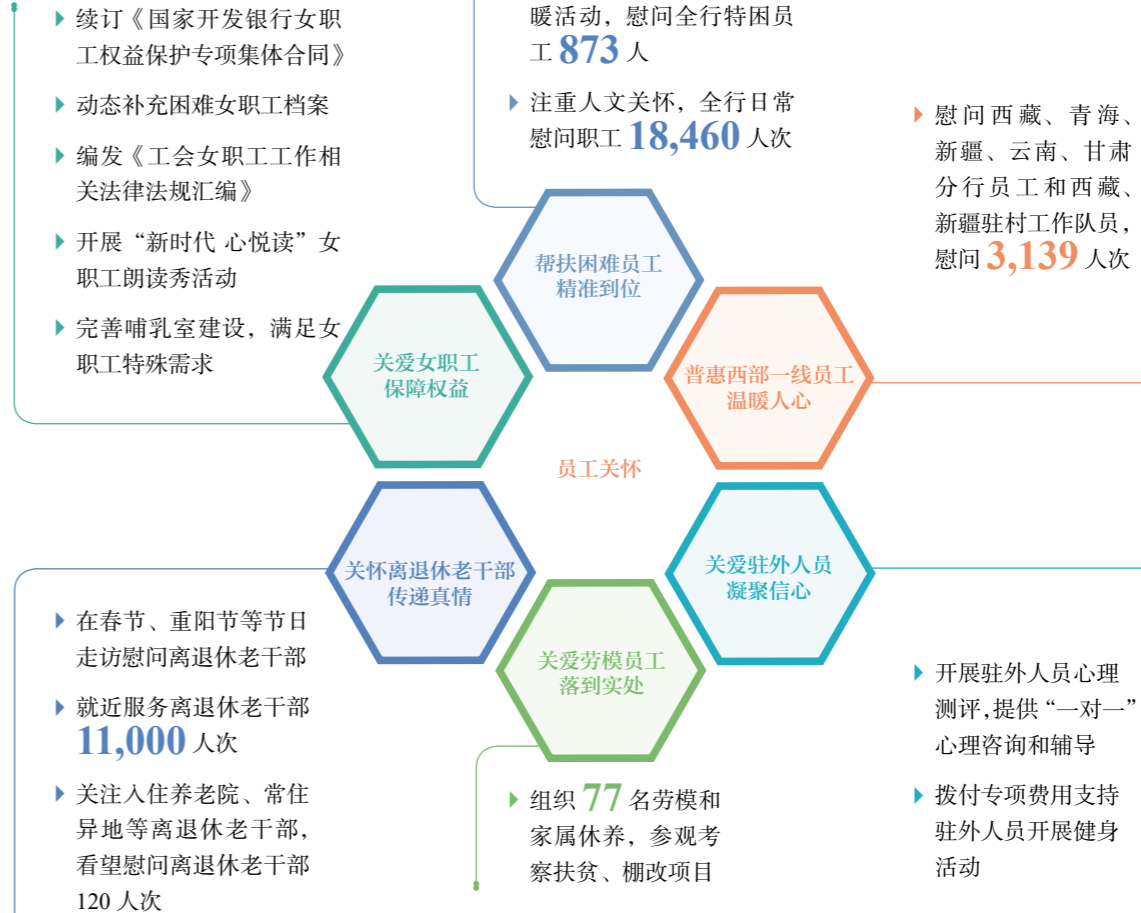 续订《国家开发银行女职
工权益保护专项集体合同》
动态补充困难女职工档案
编发《工会女职工工作相
关法律法规汇编》
开展“新时代 心悦读”女
职工朗读秀活动
完善哺乳室建设，满足女
职工特殊需求
暖活动，慰问全行特困员
工 873 人
注重人文关怀，全行日常
慰问职工 18,460 人次
慰问西藏、青海、
新疆、云南、甘肃
分行员工和西藏、
新疆驻村工作队员，
慰问 3,139 人次
帮扶困难员工
精准到位
关爱女职工
保障权益
普惠西部一线员工
温暖人心
员工关怀
关怀离退休老干部
传递真情
关爱驻外人员
凝聚信心
关爱劳模员工
落到实处
在春节、重阳节等节日
走访慰问离退休老干部
就近服务离退休老干部
11,000 人次
关注入住养老院、常住
异地等离退休老干部，
看望慰问离退休老干部
120 人次
组织 77 名劳模和
家属休养，参观考
察扶贫、棚改项目
开展驻外人员心理
测评，提供“一对一”
心理咨询和辅导
拨付专项费用支持
驻外人员开展健身
活动